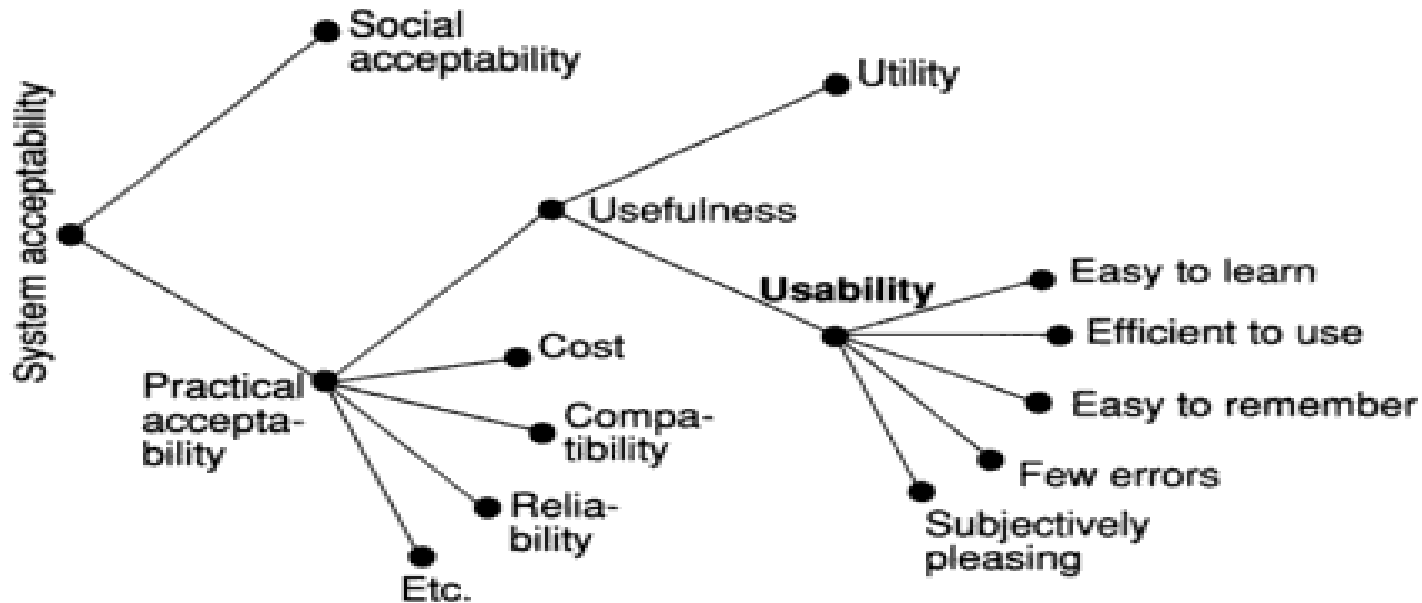 System acceptability
Social
acceptability
Utility
Usefulness
Usability
Easy to learn
Efficient to use
Easy to remember
Few errors
Subjectively
pleasing
Practical
accepta-
bility
Cost
Compa-
tibility
Relia-
bility
Etc.